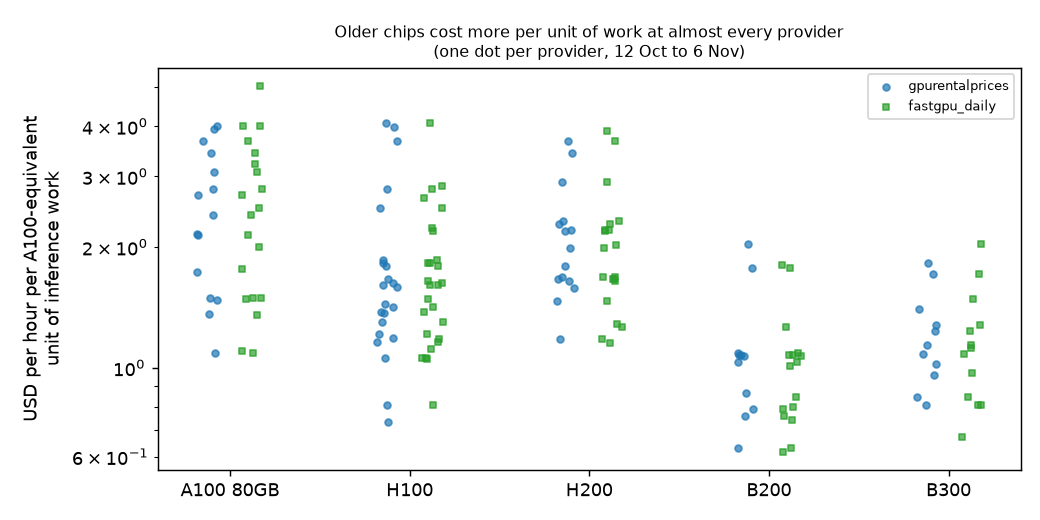 Older chips cost more per unit of work at almost every provider
(one dot per provider, 12 Oct to 6 Nov)
gpurentalprices
fastgpu_daily
USD per hour per A100-equivalent
unit of inference work
4 × 10⁰
3 × 10⁰
2 × 10⁰
10⁰
6 × 10⁻¹
A100 80GB
H100
H200
B200
B300